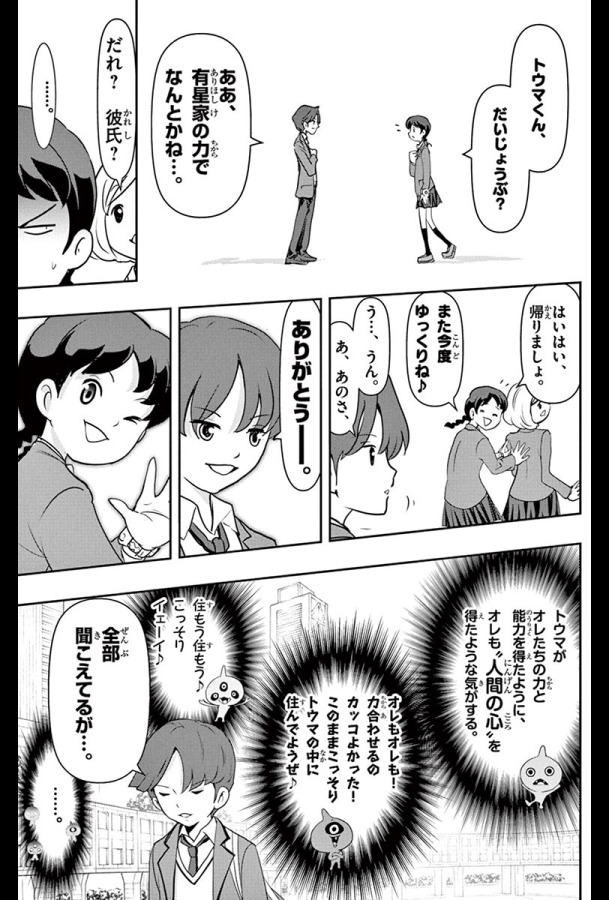 トウマくん、
だいじょうぶ？
ああ、
有星家の力で
なんとかね…。
だれ？　彼氏？
……。
はいはい、
帰りましょ。
また今度
ゆっくりね♪
う…、うん。
あ、あのさ、
ありがとうー。
トウマが
オレたちの力と
能力を得たように、
オレも〝人間の心〟を
得たような気がする。
オレもオレも！
力合わせるの
カッコよかった！
このままこっそり
トウマの中に
住んでようぜ♪
住もう住もう♪
こっそり
イェーイ♪
全部
聞こえてるが…。
……。